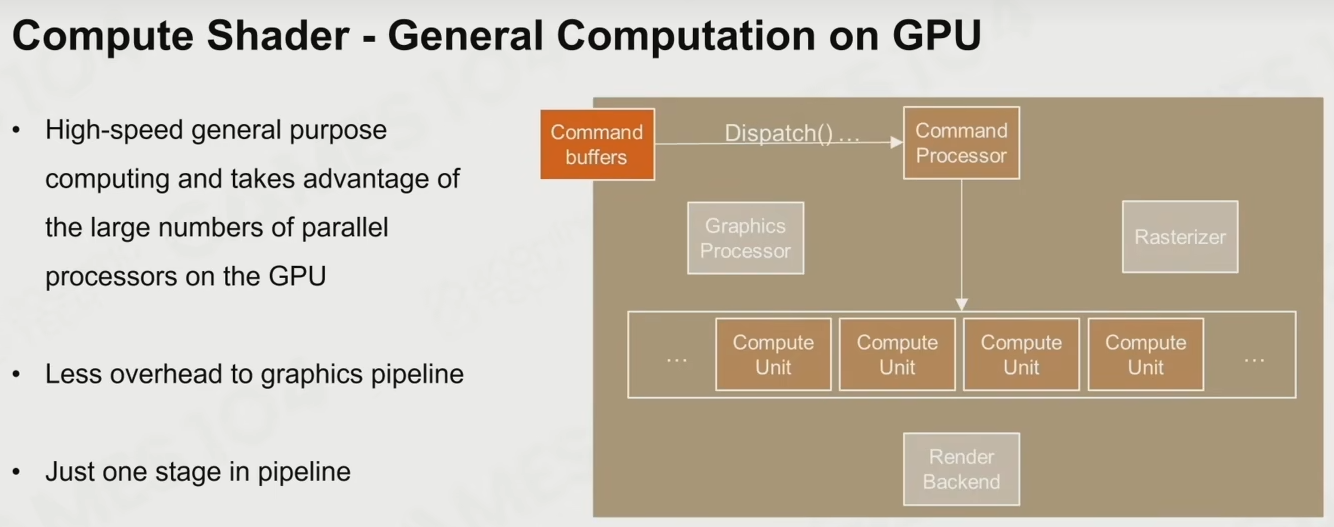 Compute Shader - General Computation on GPU
• High-speed general purpose
computing and takes advantage of
the large numbers of parallel
processors on the GPU
• Less overhead to graphics pipeline
• Just one stage in pipeline
Command
buffers
Dispatch() ...
Command
Processor
Graphics
Processor
Rasterizer
...
Compute
Unit
Compute
Unit
Compute
Unit
Compute
Unit
...
Render
Backend
GAMES 104